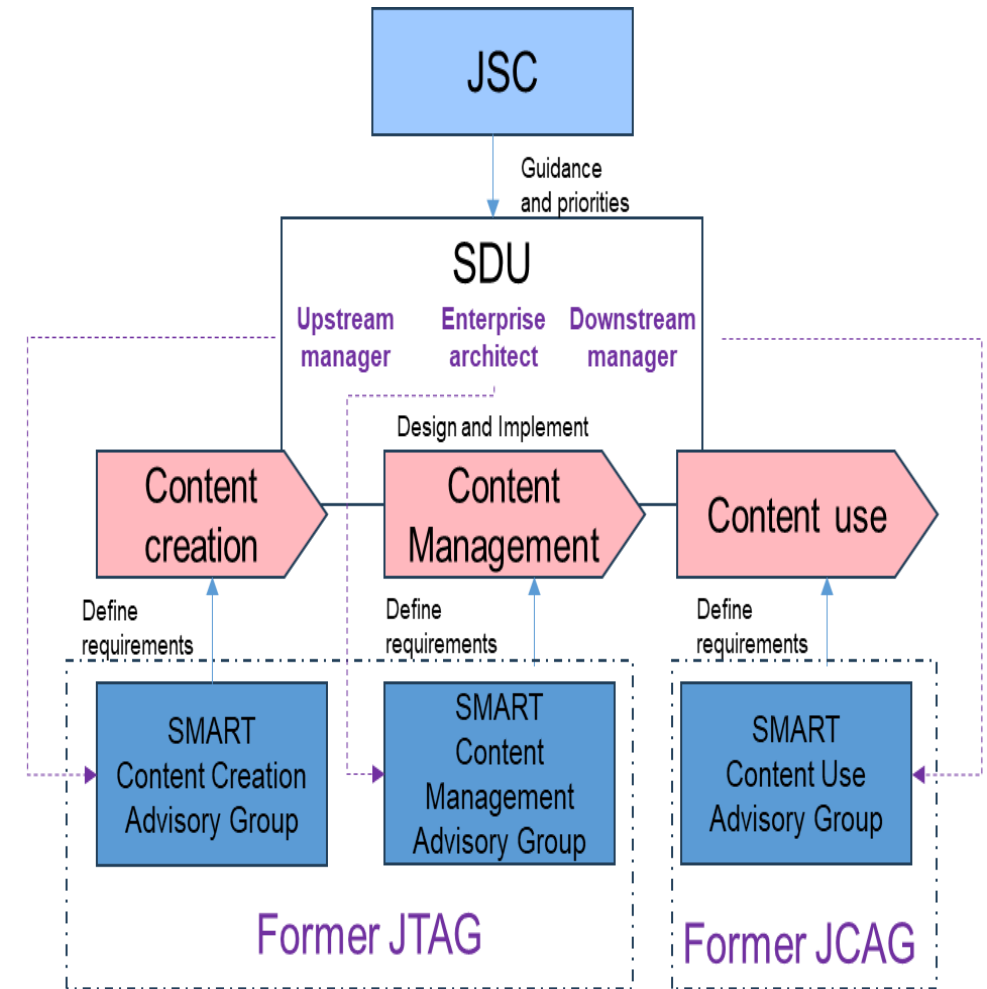 JSC
Guidance
and priorities
SDU
Upstream
manager
Enterprise
architect
Downstream
manager
Design and Implement
Content
creation
Content
Management
Content use
Define
requirements
Define
requirements
Define
requirements
SMART
Content Creation
Advisory Group
SMART
Content
Management
Advisory Group
SMART
Content Use
Advisory Group
Former JTAG
Former JCAG